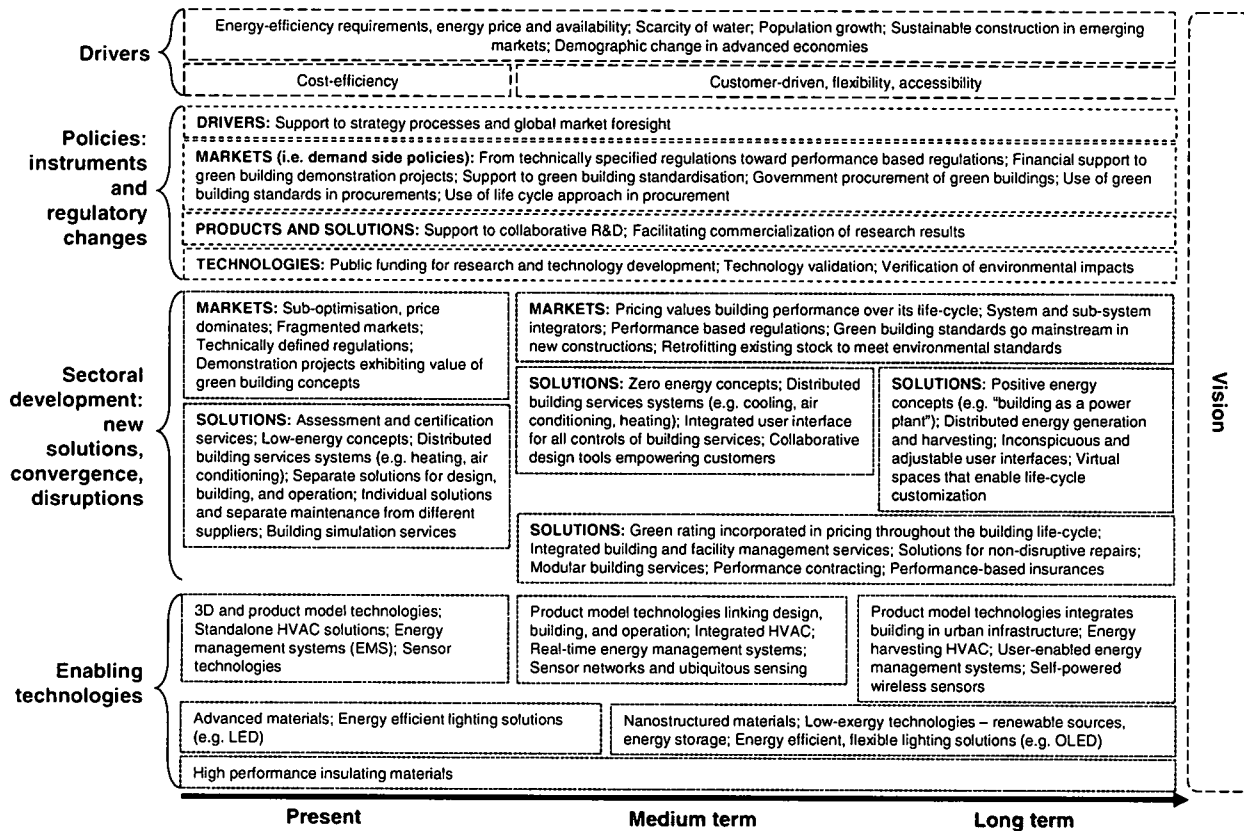 Drivers
Energy-efficiency requirements, energy price and availability; Scarcity of water; Population growth; Sustainable construction in emerging
markets; Demographic change in advanced economies
Cost-efficiency
Customer-driven, flexibility, accessibility
Policies:
instruments
and
regulatory
changes
DRIVERS: Support to strategy processes and global market foresight
MARKETS (i.e. demand side policies): From technically specified regulations toward performance based regulations; Financial support to
green building demonstration projects; Support to green building standardisation; Government procurement of green buildings; Use of green
building standards in procurements; Use of life cycle approach in procurement
PRODUCTS AND SOLUTIONS: Support to collaborative R&D; Facilitating commercialization of research results
TECHNOLOGIES: Public funding for research and technology development; Technology validation; Verification of environmental impacts
Sectoral
development:
new
solutions,
convergence,
disruptions
MARKETS: Sub-optimisation, price
dominates; Fragmented markets;
Technically defined regulations;
Demonstration projects exhibiting value of
green building concepts
MARKETS: Pricing values building performance over its life-cycle; System and sub-system
integrators; Performance based regulations; Green building standards go mainstream in
new constructions; Retrofitting existing stock to meet environmental standards
SOLUTIONS: Assessment and certification
services; Low-energy concepts; Distributed
building services systems (e.g. heating, air
conditioning); Separate solutions for design,
building, and operation; Individual solutions
and separate maintenance from different
suppliers; Building simulation services
SOLUTIONS: Zero energy concepts; Distributed
building services systems (e.g. cooling, air
conditioning, heating); Integrated user interface
for all controls of building services; Collaborative
design tools empowering customers
SOLUTIONS: Positive energy
concepts (e.g. "building as a power
plant"); Distributed energy generation
and harvesting; Inconspicuous and
adjustable user interfaces; Virtual
spaces that enable life-cycle
customization
SOLUTIONS: Green rating incorporated in pricing throughout the building life-cycle;
Integrated building and facility management services; Solutions for non-disruptive repairs;
Modular building services; Performance contracting; Performance-based insurances
Enabling
technologies
3D and product model technologies;
Standalone HVAC solutions; Energy
management systems (EMS); Sensor
technologies
Product model technologies linking design,
building, and operation; Integrated HVAC;
Real-time energy management systems;
Sensor networks and ubiquitous sensing
Product model technologies integrates
building in urban infrastructure; Energy
harvesting HVAC; User-enabled energy
management systems; Self-powered
wireless sensors
Advanced materials; Energy efficient lighting solutions
(e.g. LED)
Nanostructured materials; Low-exergy technologies – renewable sources,
energy storage; Energy efficient, flexible lighting solutions (e.g. OLED)
High performance insulating materials
Vision
Present
Medium term
Long term